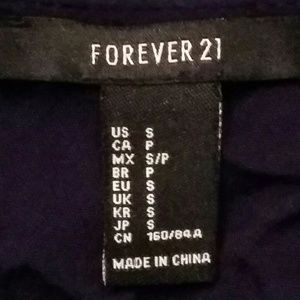 FOREVER 21
US S
CA P
MX S/P
BR P
EU S
UK S
KR S
JP S
CN 160/84A
MADE IN CHINA